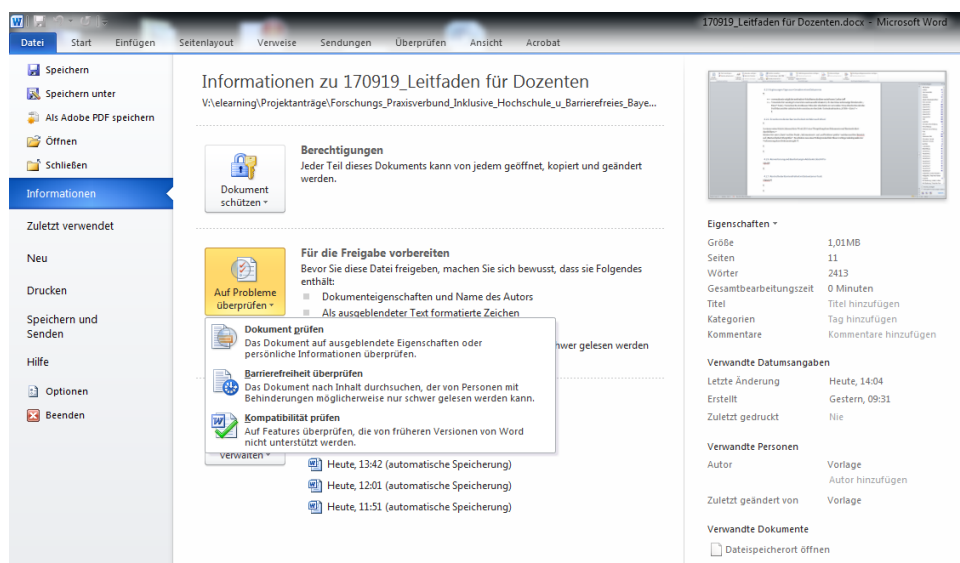 170919_Leitfaden für Dozenten.docx - Microsoft Word
Datei Start Einfügen Seitenlayout Verweise Sendungen Überprüfen Ansicht Acrobat
Speichern
Speichern unter
Als Adobe PDF speichern
Öffnen
Schließen
Informationen
Zuletzt verwendet
Neu
Drucken
Speichern und
Senden
Hilfe
Optionen
Beenden
Informationen zu 170919_Leitfaden für Dozenten
V:\elearning\Projektanträge\Forschungs_Praxisverbund_Inklusive_Hochschule_u_Barrierefreies_Baye...
Dokument
schützen
Berechtigungen
Jeder Teil dieses Dokuments kann von jedem geöffnet, kopiert und geändert
werden.
Auf Probleme
überprüfen
Für die Freigabe vorbereiten
Bevor Sie diese Datei freigeben, machen Sie sich bewusst, dass sie Folgendes
enthält:
Dokumenteigenschaften und Name des Autors
Als ausgeblendeter Text formatierte Zeichen
hwer gelesen werden
Dokument prüfen
Das Dokument auf ausgeblendete Eigenschaften oder
persönliche Informationen überprüfen.
Barrierefreiheit überprüfen
Das Dokument nach Inhalt durchsuchen, der von Personen mit
Behinderungen möglicherweise nur schwer gelesen werden kann.
Kompatibilität prüfen
Auf Features überprüfen, die von früheren Versionen von Word
nicht unterstützt werden.
verwalten
Heute, 13:42 (automatische Speicherung)
Heute, 12:01 (automatische Speicherung)
Heute, 11:51 (automatische Speicherung)
Eigenschaften
Größe 1,01MB
Seiten 11
Wörter 2413
Gesamtbearbeitungszeit 0 Minuten
Titel Titel hinzufügen
Kategorien Tag hinzufügen
Kommentare Kommentare hinzufügen
Verwandte Datumsangaben
Letzte Änderung Heute, 14:04
Erstellt Gestern, 09:31
Zuletzt gedruckt Nie
Verwandte Personen
Autor Vorlage
Autor hinzufügen
Zuletzt geändert von Vorlage
Verwandte Dokumente
Dateispeicherort öffnen